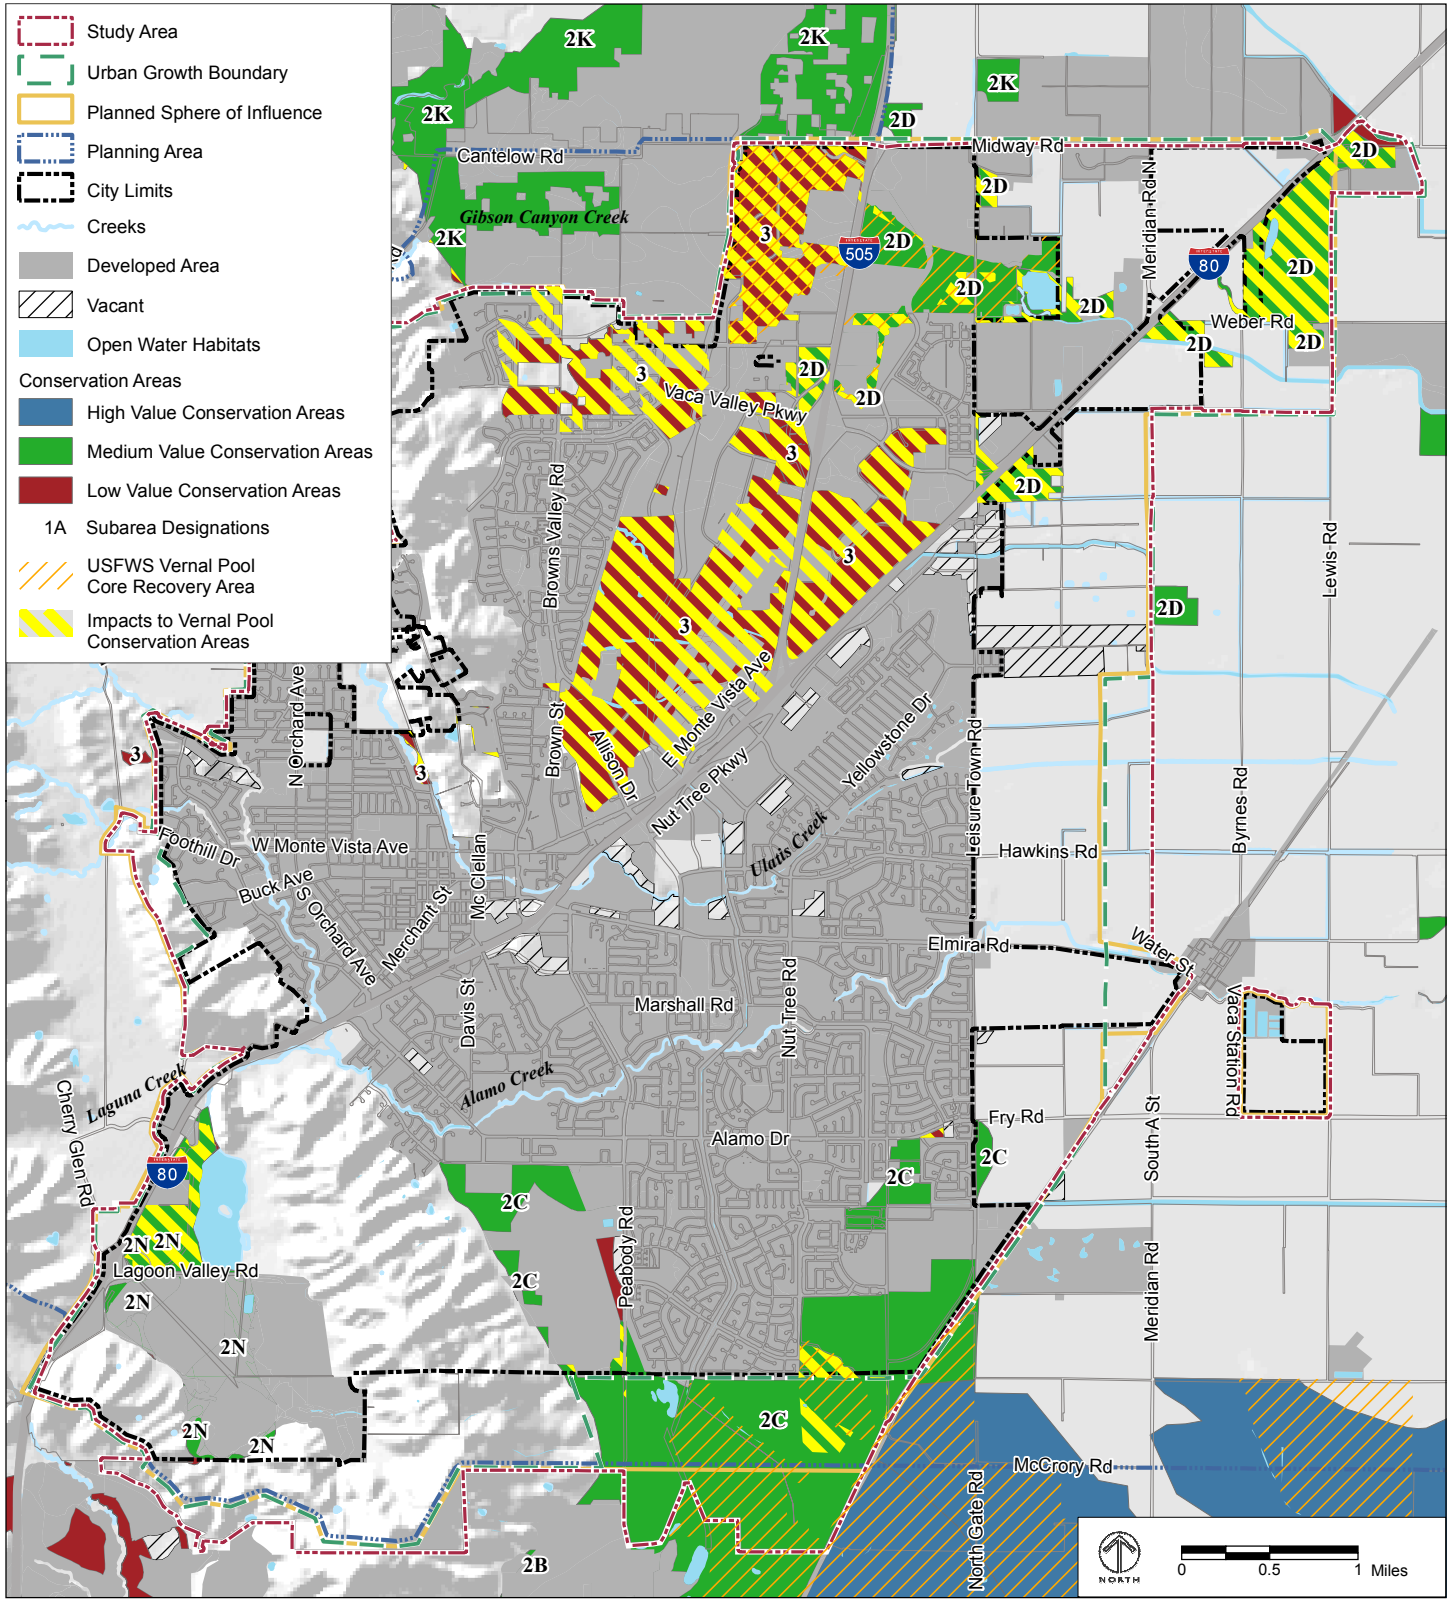 Study Area
Urban Growth Boundary
Planned Sphere of Influence
Planning Area
City Limits
Creeks
Developed Area
Vacant
Open Water Habitats
Conservation Areas
High Value Conservation Areas
Medium Value Conservation Areas
Low Value Conservation Areas
1A Subarea Designations
USFWS Vernal Pool
Core Recovery Area
Impacts to Vernal Pool
Conservation Areas
2K
2K
2K
2K
2D
Cantelow Rd
Midway Rd
2D
2D
Meridian Rd N
Gibson Canyon Creek
2K
Rd
3
INTERSTATE
505
2D
INTERSTATE
80
2D
2D
2D
Weber Rd
2D
2D
3
2D
2D
Vaca Valley Pkwy
3
2D
Browns Valley Rd
3
Lewis Rd
2D
3
N Orchard Ave
3
3
Brown St
Allison Dr
E Monte Vista Ave
Nut Tree Pkwy
Yellowstone Dr
Leisure Town Rd
Byrnes Rd
Foothill Dr
W Monte Vista Ave
Buck Ave
S Orchard Ave
Merchant St
Mc Clellan
Ulatis Creek
Hawkins Rd
Elmira Rd
Water St
Davis St
Marshall Rd
Nut Tree Rd
Vaca Station Rd
Laguna Creek
Cherry Glen Rd
Alamo Creek
Alamo Dr
Fry Rd
South A St
INTERSTATE
80
2C
2C
2C
2N
2N
Lagoon Valley Rd
2N
2C
Peabody Rd
Meridian Rd
2N
2C
2N
2N
McCrory Rd
North Gate Rd
2B
NORTH
0 0.5 1 Miles